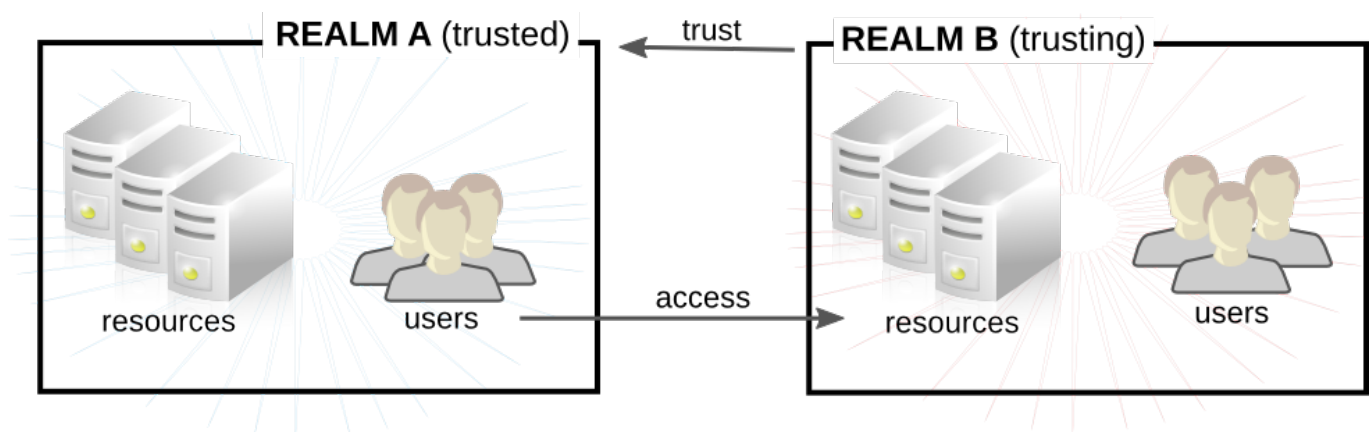 REALM A (trusted)
trust
REALM B (trusting)
resources
users
access
resources
users